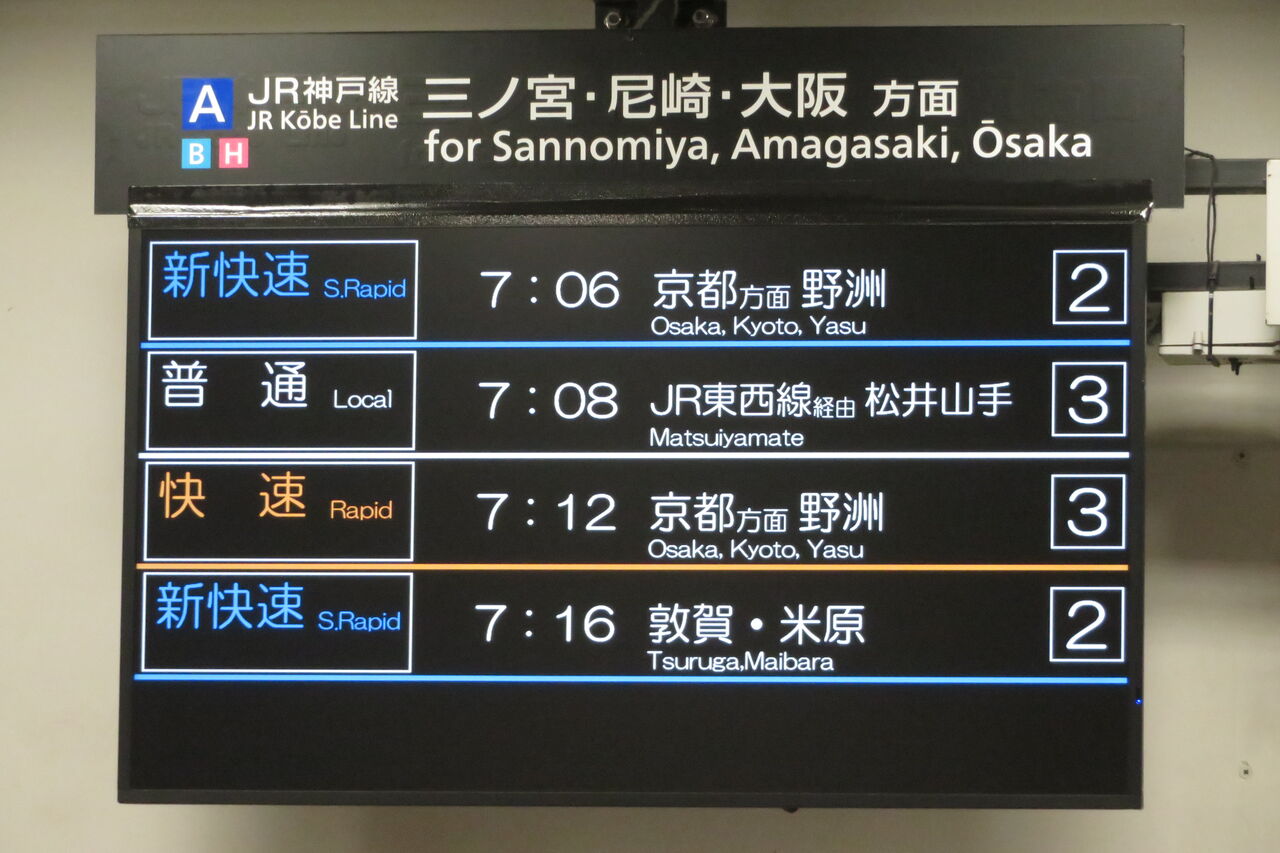 A JR神戸線 三ノ宮・尼崎・大阪 方面
JR Kōbe Line for Sannomiya, Amagasaki, Ōsaka
B H
新快速 S.Rapid 7:06 京都方面 野洲 2
Osaka, Kyoto, Yasu
普 通 Local 7:08 JR東西線経由 松井山手 3
Matsuiyamate
快 速 Rapid 7:12 京都方面 野洲 3
Osaka, Kyoto, Yasu
新快速 S.Rapid 7:16 敦賀・米原 2
Tsuruga,Maibara